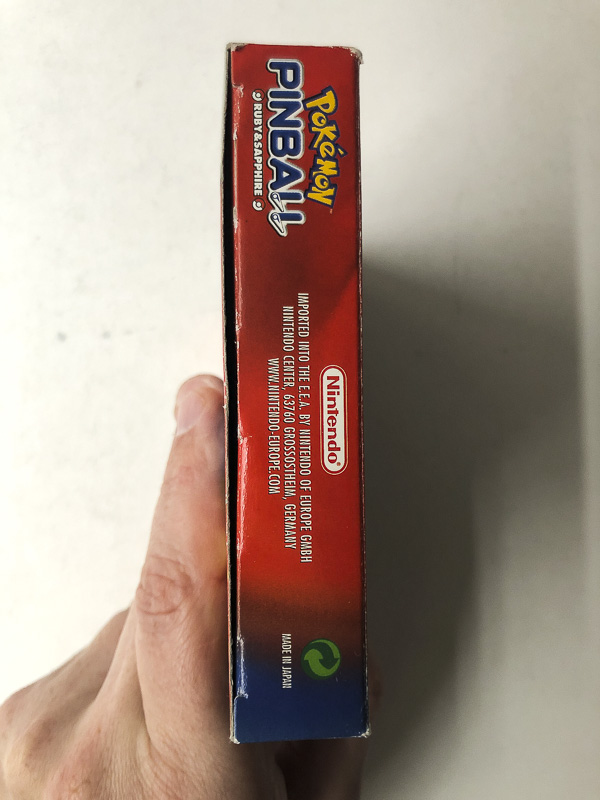 POKéMON™
PINBALL
RUBY&SAPPHIRE
Nintendo®
IMPORTED INTO THE E.E.A. BY NINTENDO OF EUROPE GMBH
NINTENDO CENTER, 63760 GROSSOSTHEIM, GERMANY
WWW.NINTENDO-EUROPE.COM
MADE IN JAPAN